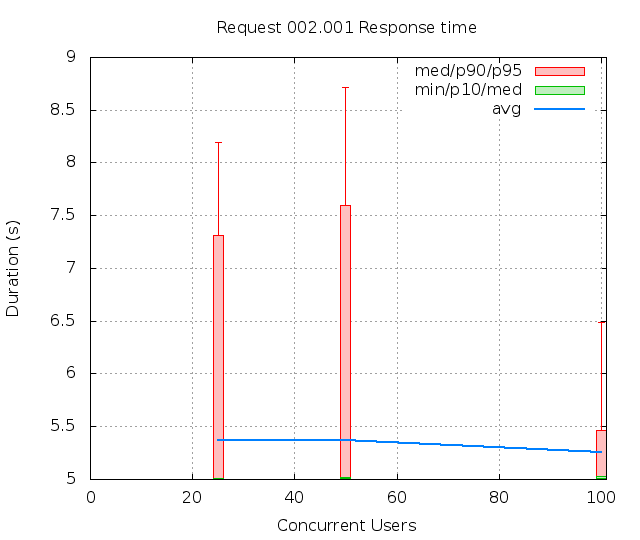 Request 002.001 Response time
med/p90/p95
min/p10/med
avg
9
8.5
8
7.5
7
6.5
6
5.5
5
Duration (s)
0 20 40 60 80 100
Concurrent Users